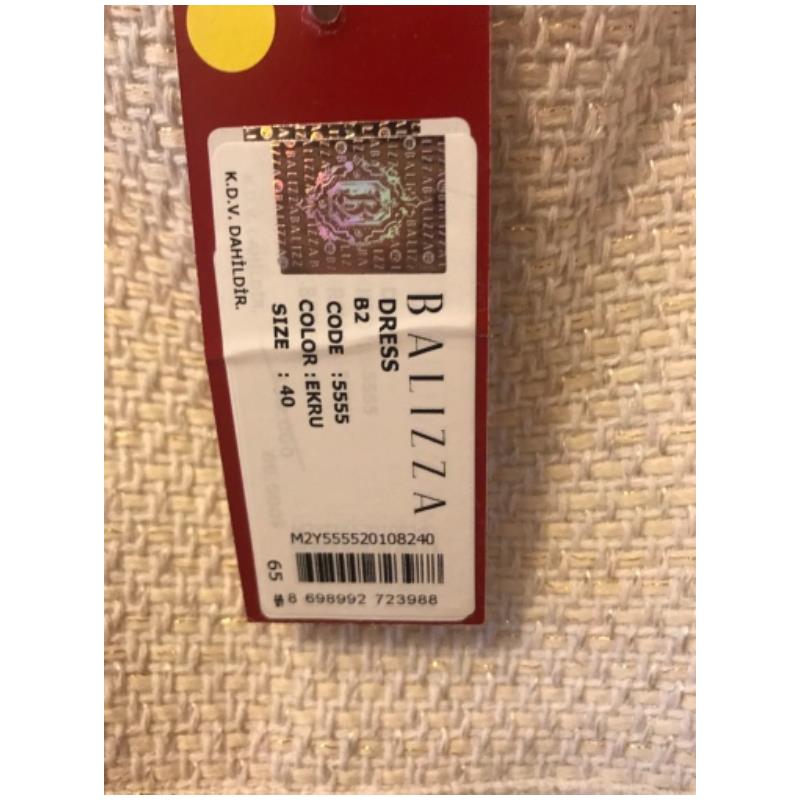 BALIZZA
DRESS
B2
CODE :5555
COLOR :EKRU
SIZE : 40
K.D.V. DAHİLDİR.
M2Y555520108240
65
8 698992 723988